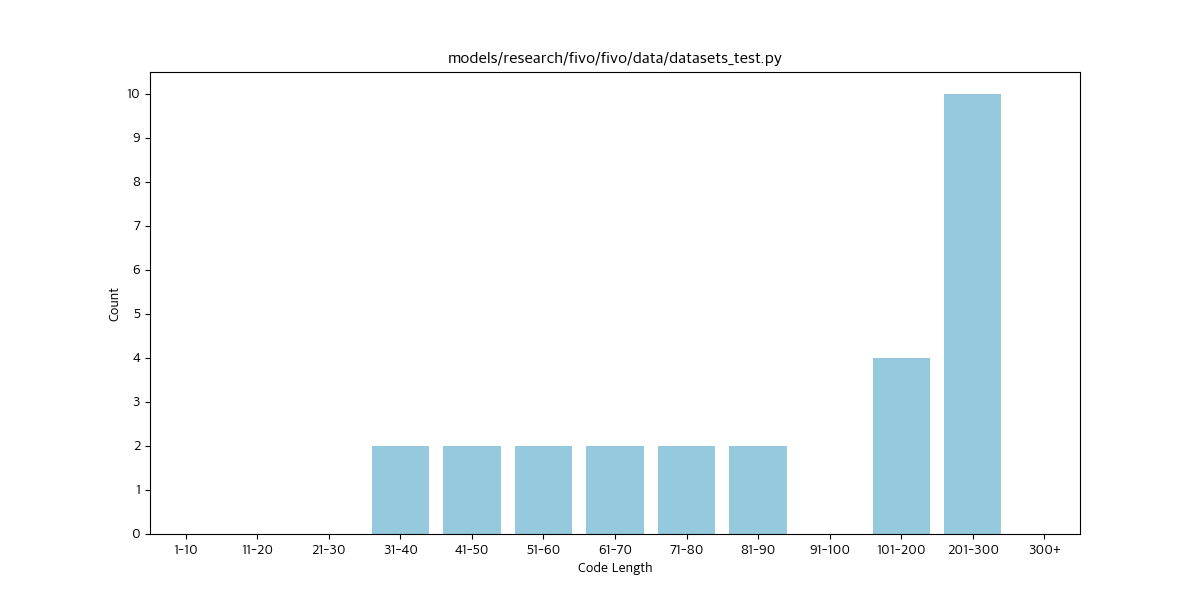 models/research/fivo/fivo/data/datasets_test.py
10
9
8
7
6
5
4
3
2
1
0
Count
1-10 11-20 21-30 31-40 41-50 51-60 61-70 71-80 81-90 91-100 101-200 201-300 300+
Code Length